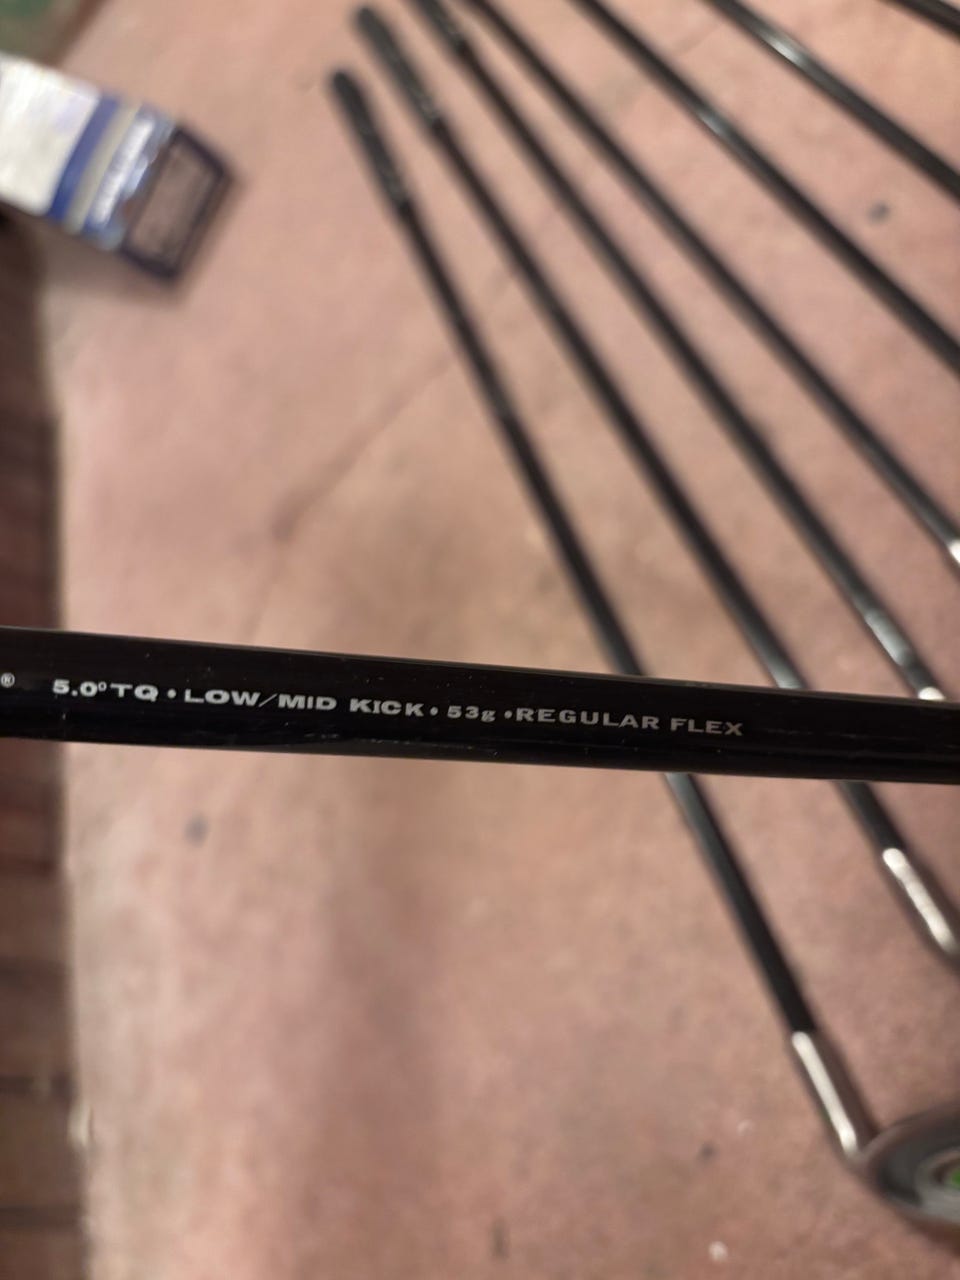 ® 5.0° TQ • LOW/MID KICK • 53g • REGULAR FLEX